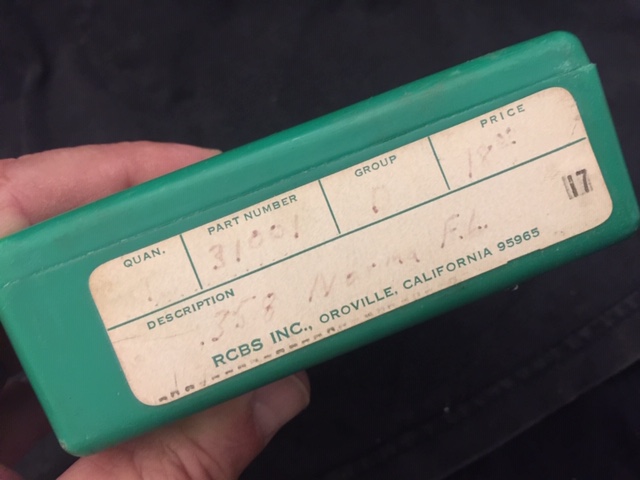 QUAN. PART NUMBER GROUP PRICE
31001 D
17
DESCRIPTION
.358 Norma F.L.
RCBS INC., OROVILLE, CALIFORNIA 95965